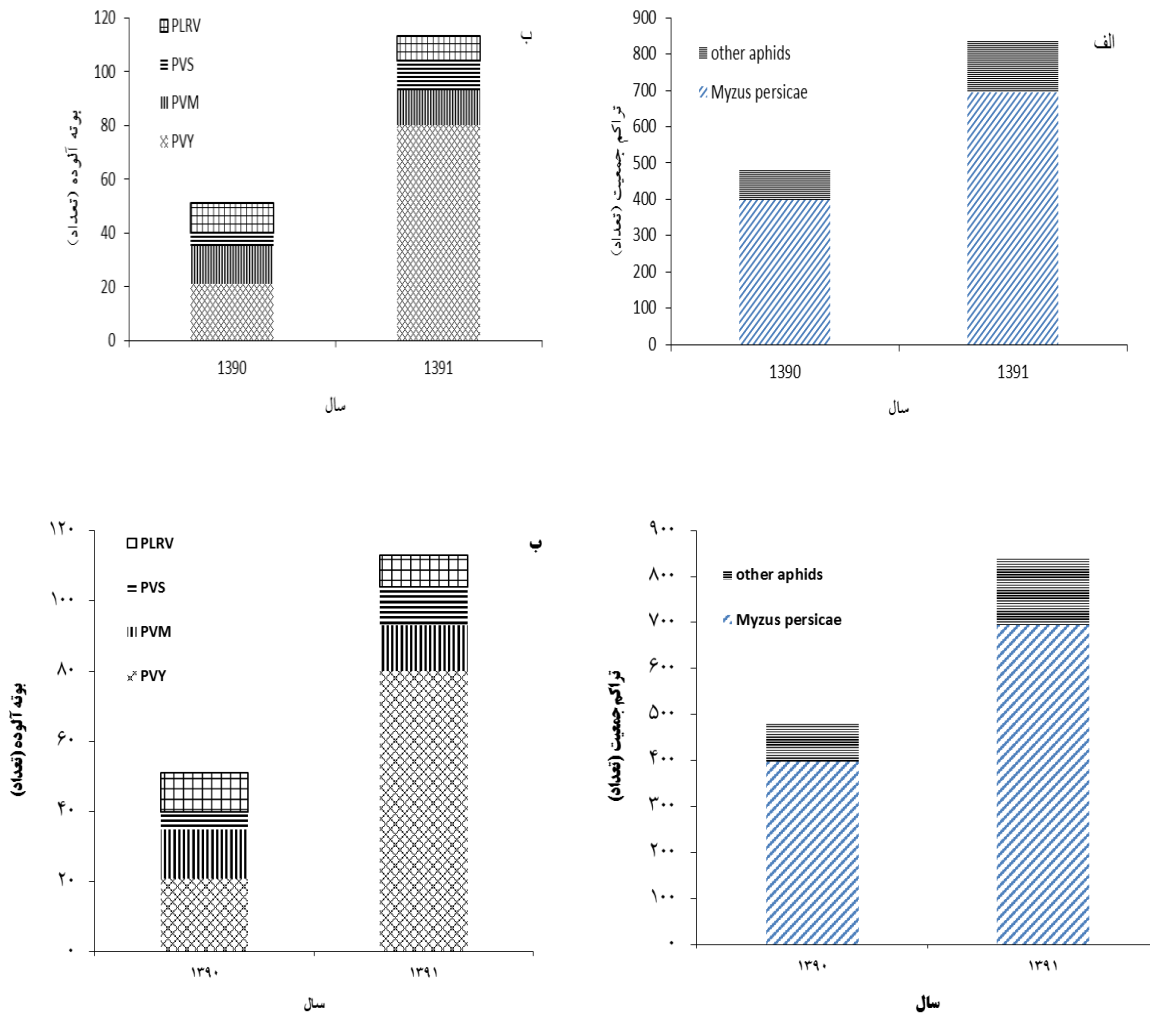 120
100
80
60
40
20
0
PLRV
PVS
PVM
PVY
ب
بوته آلوده (تعداد)
1390
1391
سال
900
800
700
600
500
400
300
200
100
0
other aphids
Myzus persicae
الف
تراکم جمعیت (تعداد)
1390
1391
سال
۱۲۰
۱۰۰
۸۰
۶۰
۴۰
۲۰
۰
PLRV
PVS
PVM
PVY
ب
بوته آلوده (تعداد)
۱۳۹۰
۱۳۹۱
سال
۹۰۰
۸۰۰
۷۰۰
۶۰۰
۵۰۰
۴۰۰
۳۰۰
۲۰۰
۱۰۰
۰
other aphids
Myzus persicae
تراکم جمعیت (تعداد)
۱۳۹۰
۱۳۹۱
سال